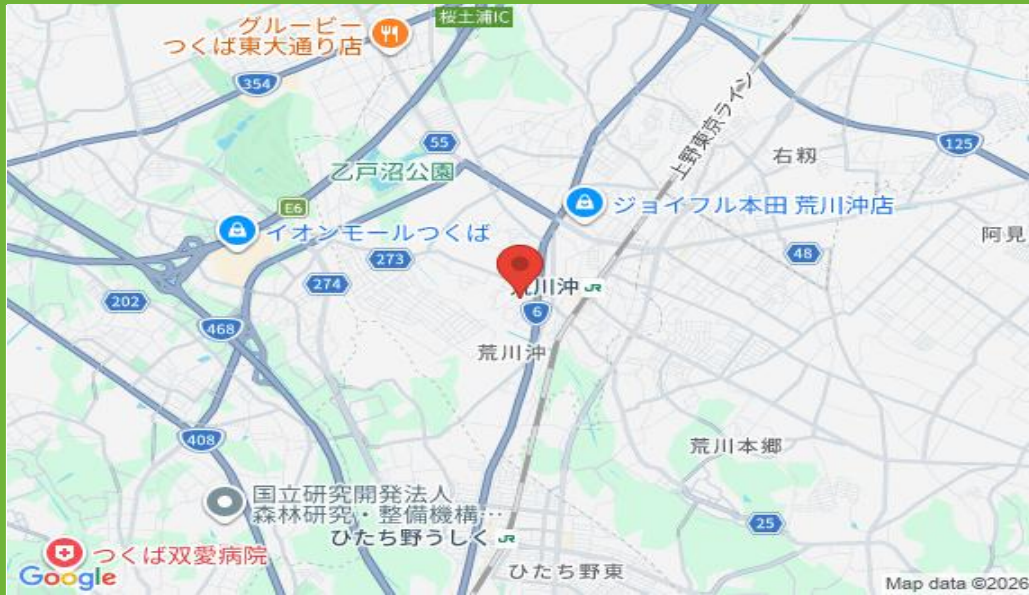 桜土浦IC
グルービー
つくば東大通り店
354
125
上野東京ライン
55
右籾
乙戸沼公園
ジョイフル本田 荒川沖店
E6
イオンモールつくば
阿見
273
48
274
荒川沖 JR
202
6
468
荒川沖
408
荒川本郷
国立研究開発法人
森林研究・整備機構…
25
ひたち野うしく JR
つくば双愛病院
ひたち野東
Google
Map data ©2026